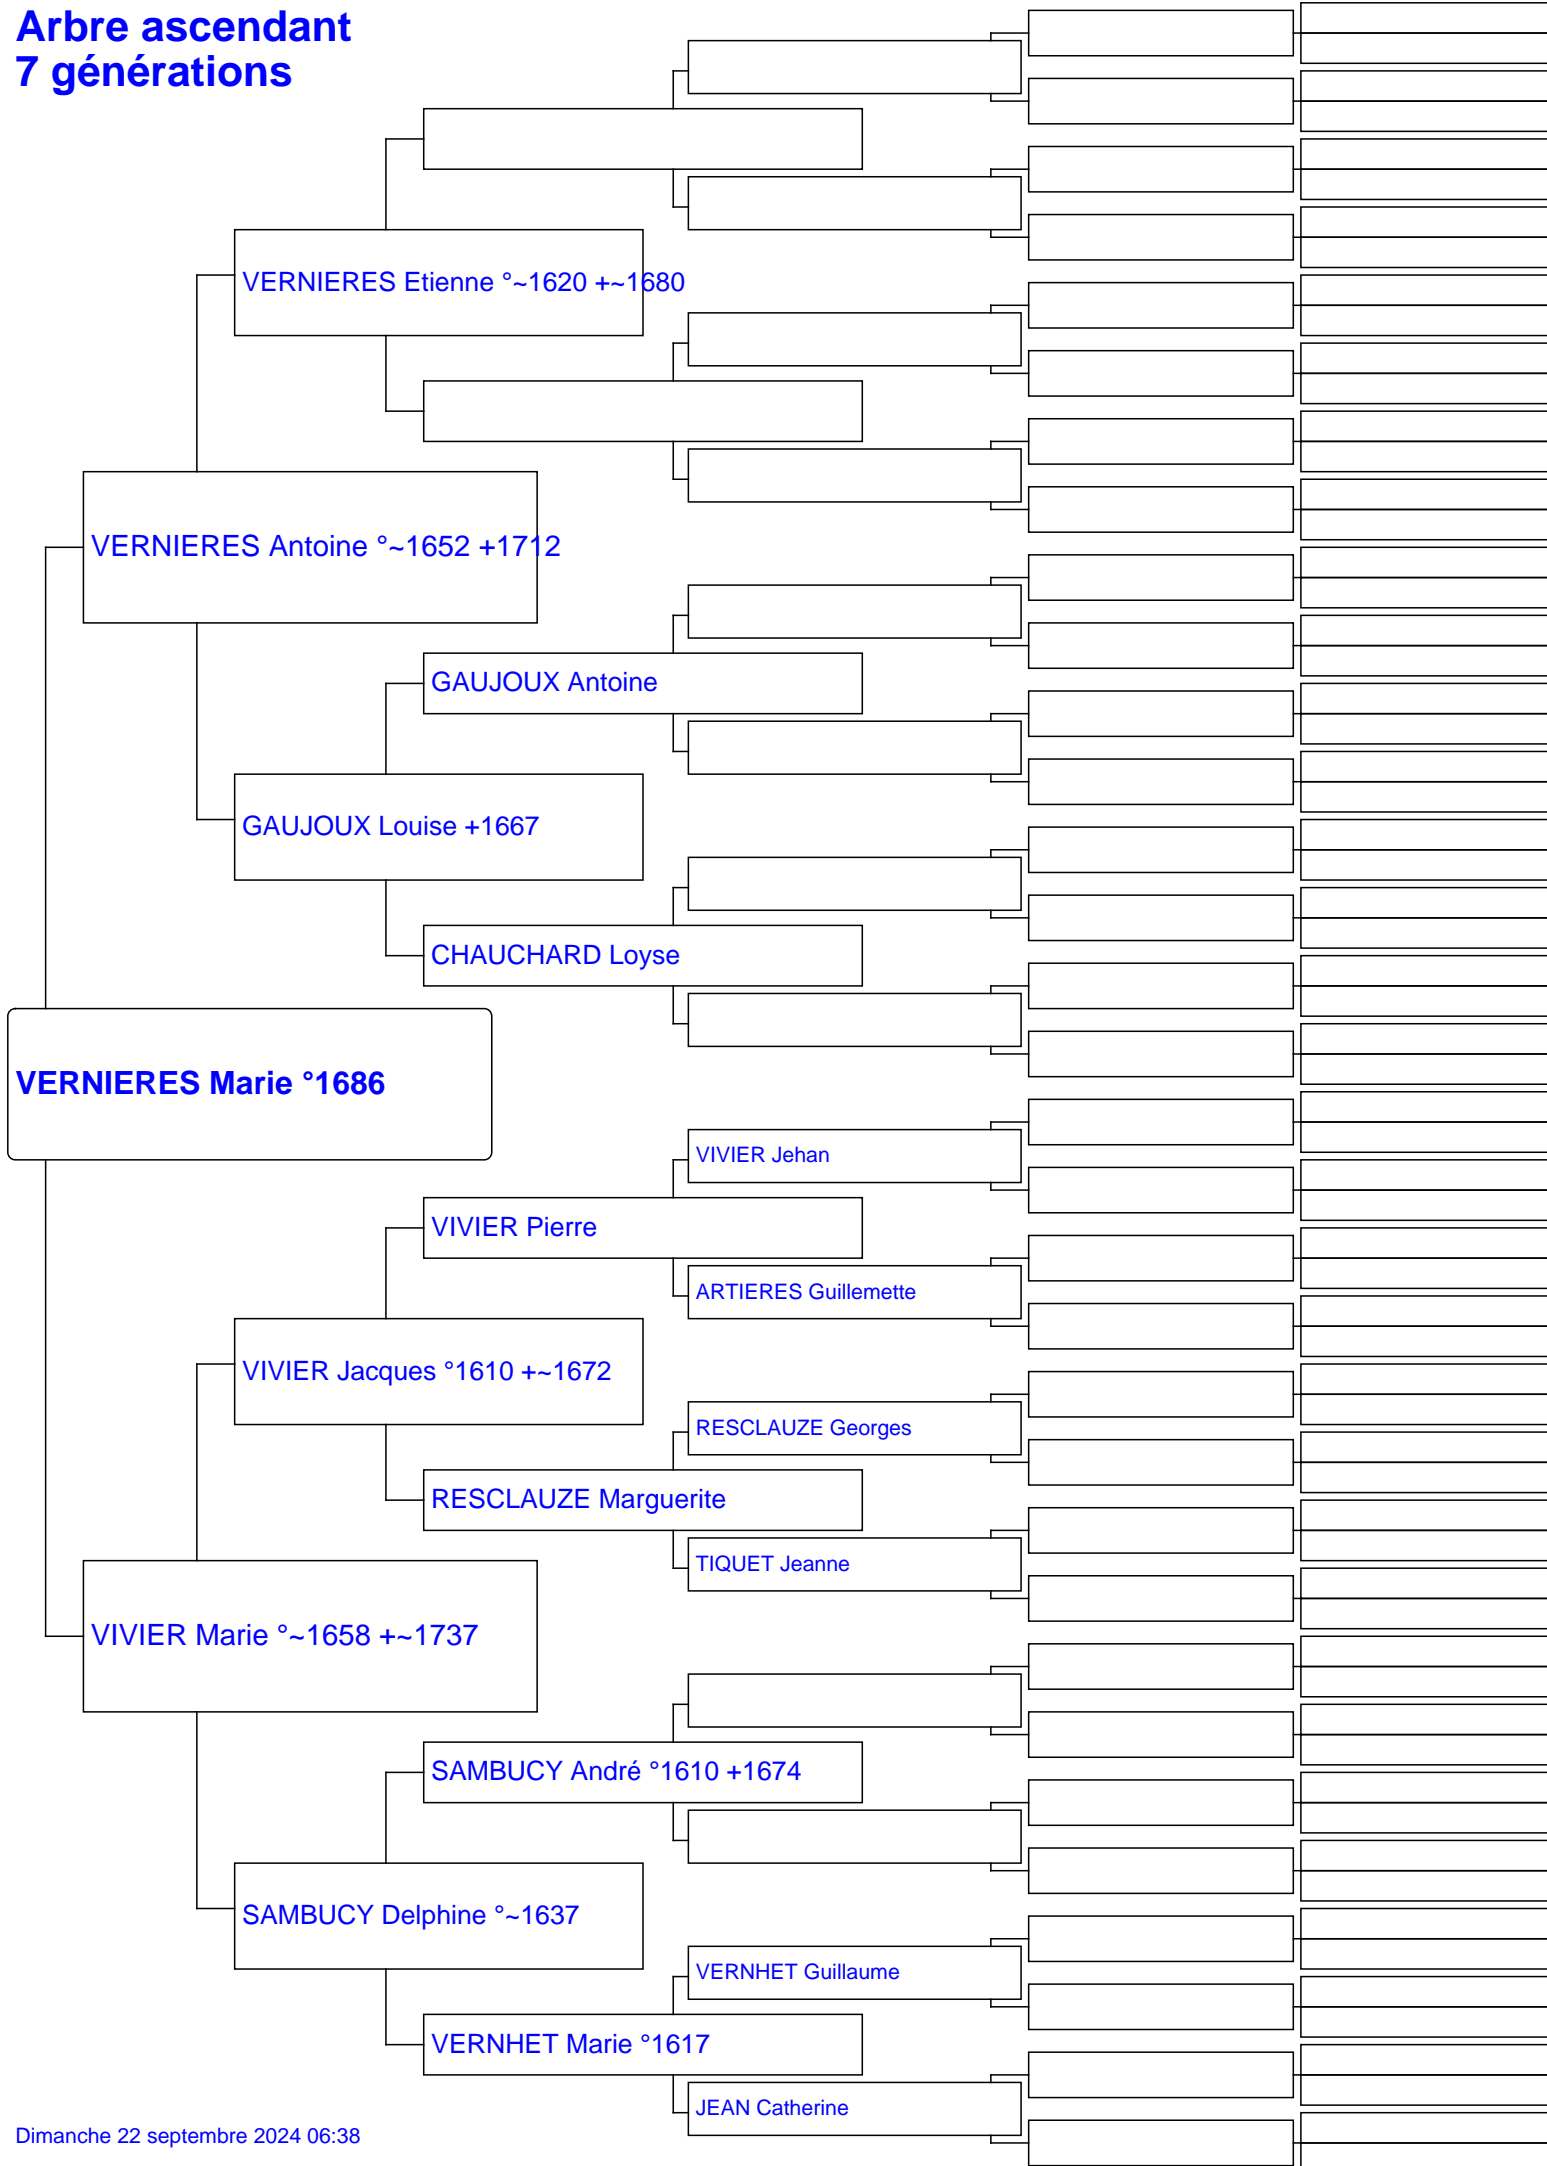 Arbre ascendant
7 générations
VERNIERES Etienne °~1620 +~1680
VERNIERES Antoine °~1652 +1712
GAUJOUX Antoine
GAUJOUX Louise +1667
CHAUCHARD Loyse
VERNIERES Marie °1686
VIVIER Jehan
VIVIER Pierre
ARTIERES Guillemette
VIVIER Jacques °1610 +~1672
RESCLAUZE Georges
RESCLAUZE Marguerite
TIQUET Jeanne
VIVIER Marie °~1658 +~1737
SAMBUCY André °1610 +1674
SAMBUCY Delphine °~1637
VERNHET Guillaume
VERNHET Marie °1617
JEAN Catherine
Dimanche 22 septembre 2024 06:38